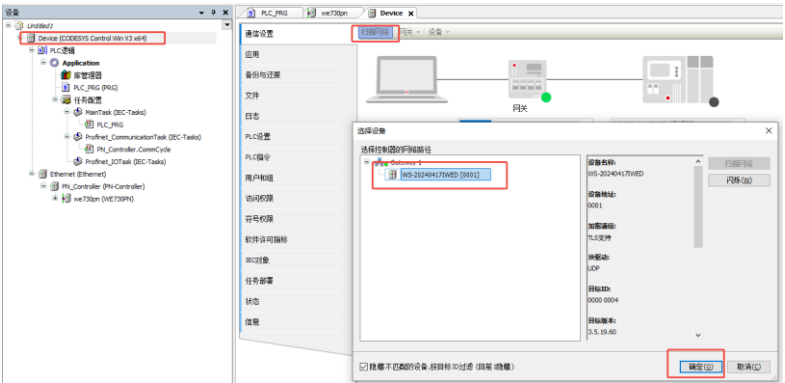 设备
Untitled1
Device (CODESYS Control Win V3 x64)
PLC逻辑
Application
库管理器
PLC_PRG (PRG)
任务配置
MainTask (IEC-Tasks)
PLC_PRG
Profinet_CommunicationTask (IEC-Tasks)
PN_Controller.CommCycle
Profinet_IOTask (IEC-Tasks)
Ethernet (Ethernet)
PN_Controller (PN-Controller)
we730pn (WE730PN)
PLC_PRG we730pn Device
通信设置
应用
备份与还原
文件
日志
PLC设置
PLC指令
用户和组
访问权限
符号权限
软件许可指标
IEC对象
任务部署
状态
信息
扫描网络 网关 设备
网关
选择设备
选择控制器的网络路径
Gateway-1
WS-20240417IWED [0001]
设备名称:
WS-20240417IWED
设备地址:
0001
加密通信:
TLS支持
块驱动:
UDP
目标ID:
0000 0004
目标版本:
3.5.19.60
扫描网络
闪烁(W)
隐藏不匹配的设备,按目标ID过滤 (目前 1隐藏)
确定(O) 取消(C)